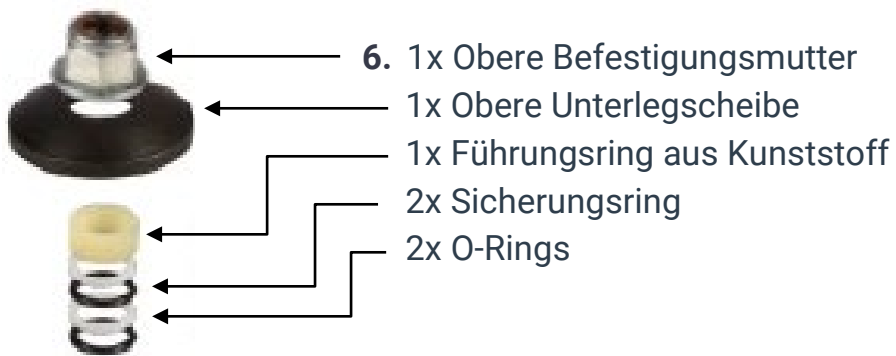 6. 1x Obere Befestigungsmutter
1x Obere Unterlegscheibe
1x Führungsring aus Kunststoff
2x Sicherungsring
2x O-Rings